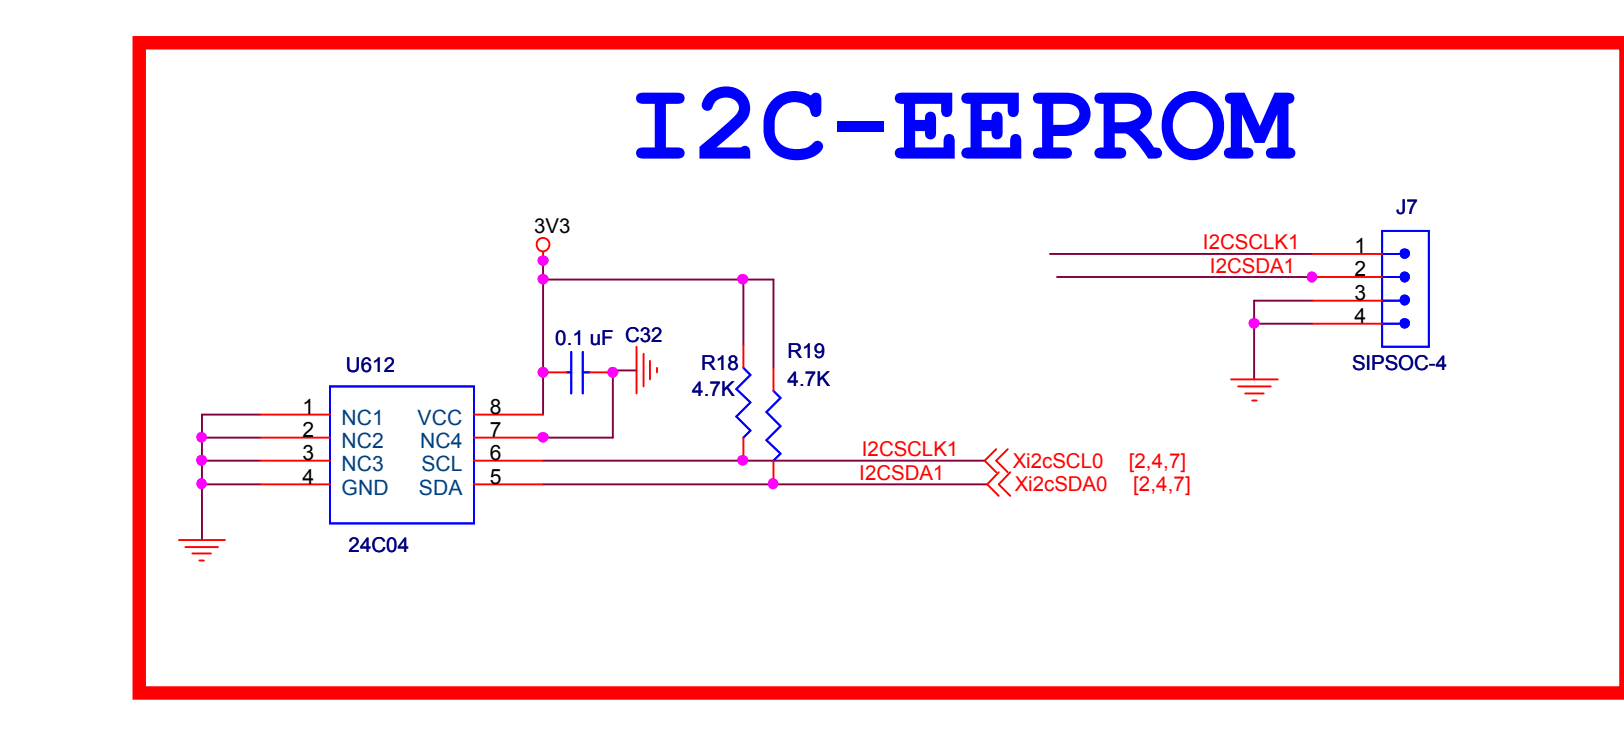 I2C-EEPROM
J7
3V3
I2CSCLK1 1
I2CSDA1 2
3
4
SIPSOC-4
0.1 uF C32
R18
4.7K
R19
4.7K
U612
1 NC1 VCC 8
2 NC2 NC4 7
3 NC3 SCL 6
4 GND SDA 5
24C04
I2CSCLK1 Xi2cSCL0 [2,4,7]
I2CSDA1 Xi2cSDA0 [2,4,7]